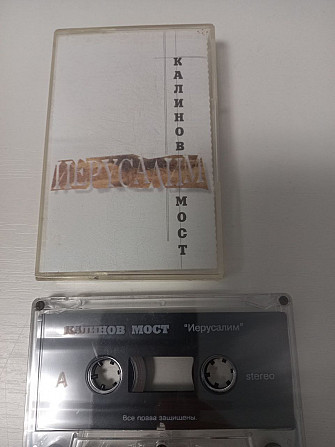 КАЛИНОВ МОСТ
ИЕРУСАЛИМ
КАЛИНОВ МОСТ "Иерусалим"
A
stereo
Все права защищены